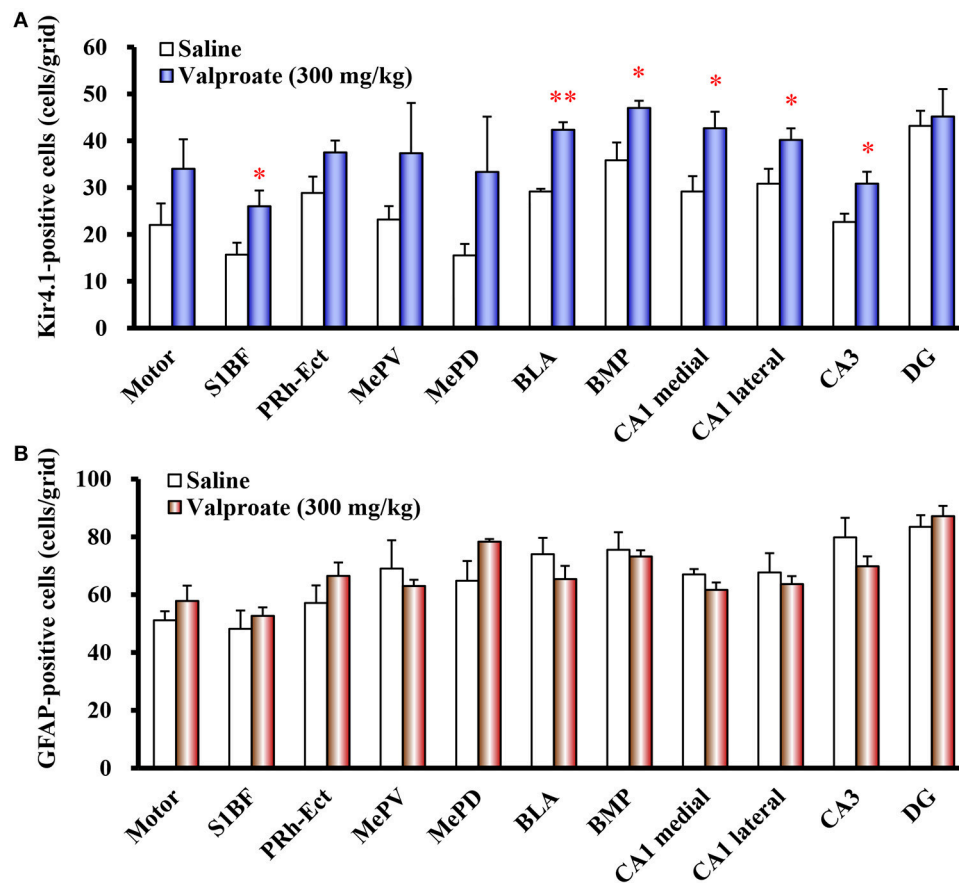 A
Kir4.1-positive cells (cells/grid)
60
50
40
30
20
10
0
Saline
Valproate (300 mg/kg)
*
**
*
*
*
*
Motor
S1BF
PRh-Ect
MePV
MePD
BLA
BMP
CA1 medial
CA1 lateral
CA3
DG
B
GFAP-positive cells (cells/grid)
100
80
60
40
20
0
Saline
Valproate (300 mg/kg)
Motor
S1BF
PRh-Ect
MePV
MePD
BLA
BMP
CA1 medial
CA1 lateral
CA3
DG